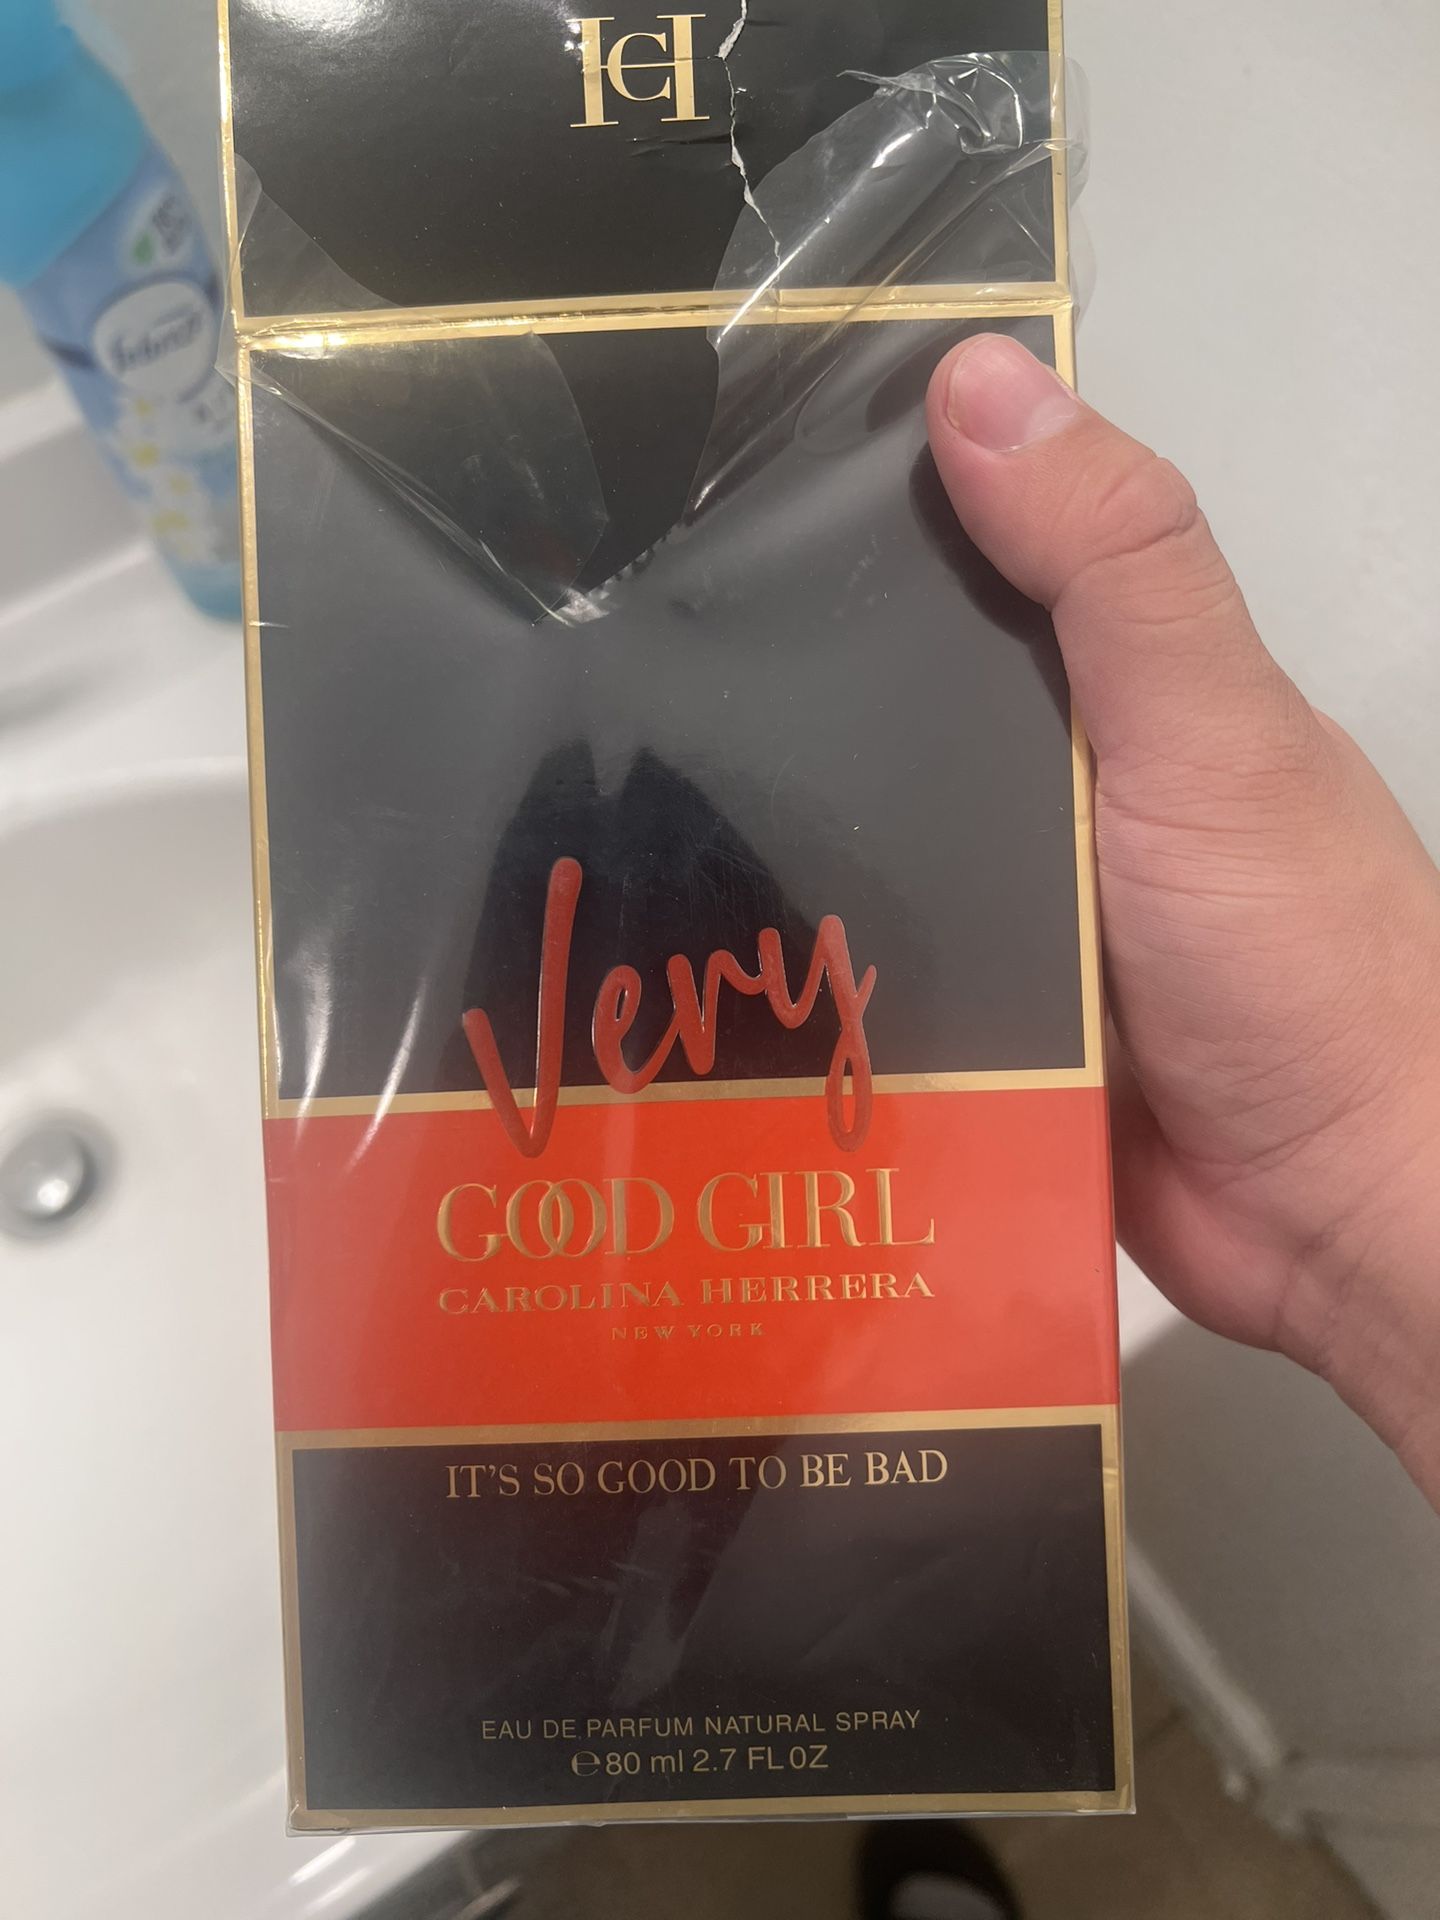 CH
febreze
Very
GOOD GIRL
CAROLINA HERRERA
NEW YORK
IT'S SO GOOD TO BE BAD
EAU DE PARFUM NATURAL SPRAY
℮ 80 ml 2.7 FL OZ